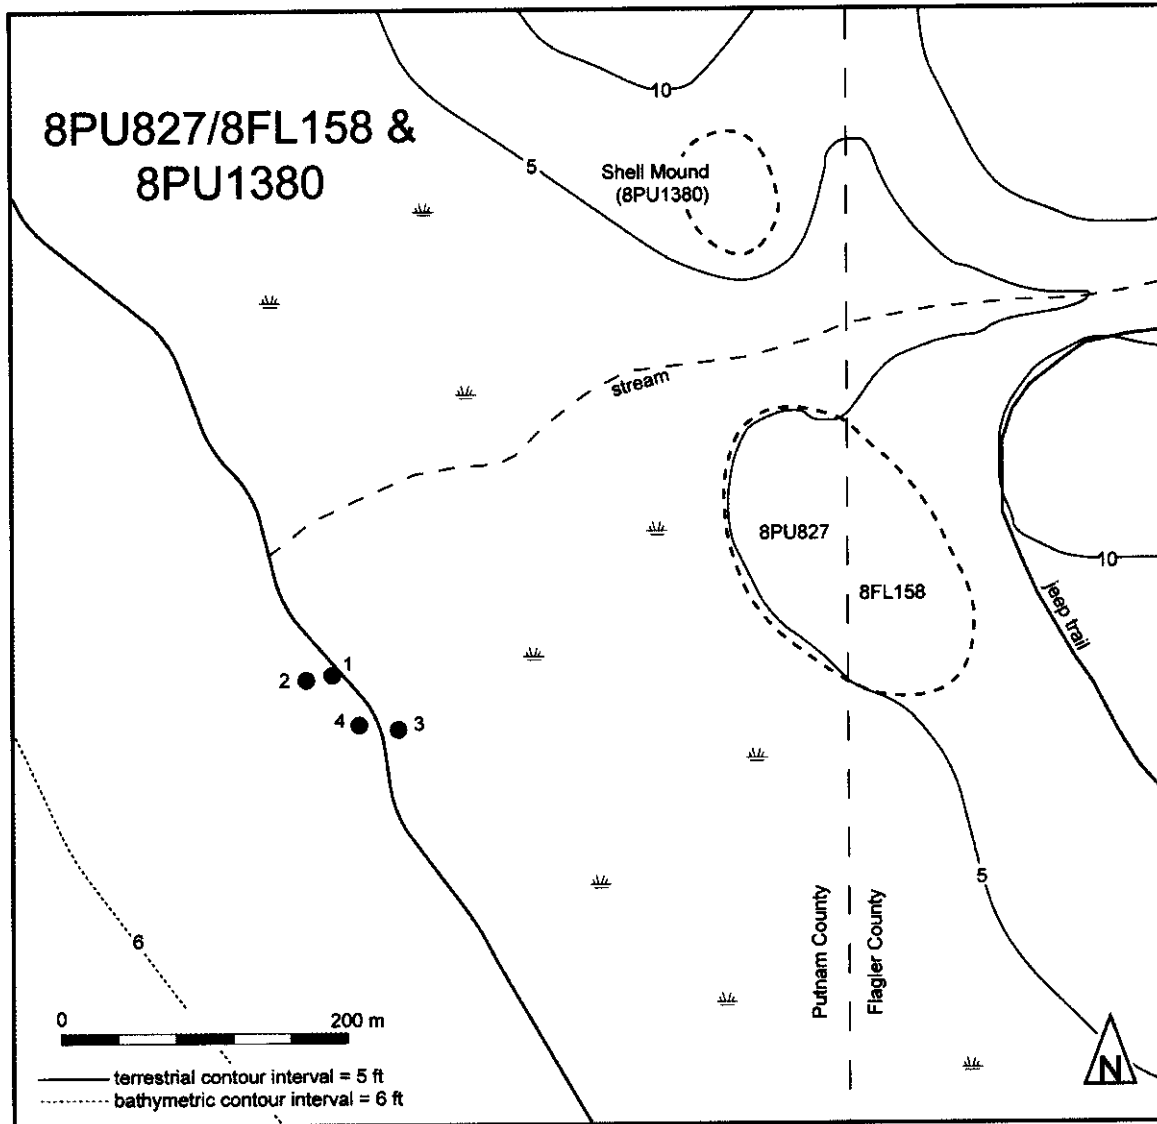 8PU827/8FL158 &
8PU1380
10
5
Shell Mound
(8PU1380)
stream
8PU827
8FL158
10
jeep trail
1
2
4
3
5
6
Putnam County
Flagler County
0
200 m
N
terrestrial contour interval = 5 ft
bathymetric contour interval = 6 ft